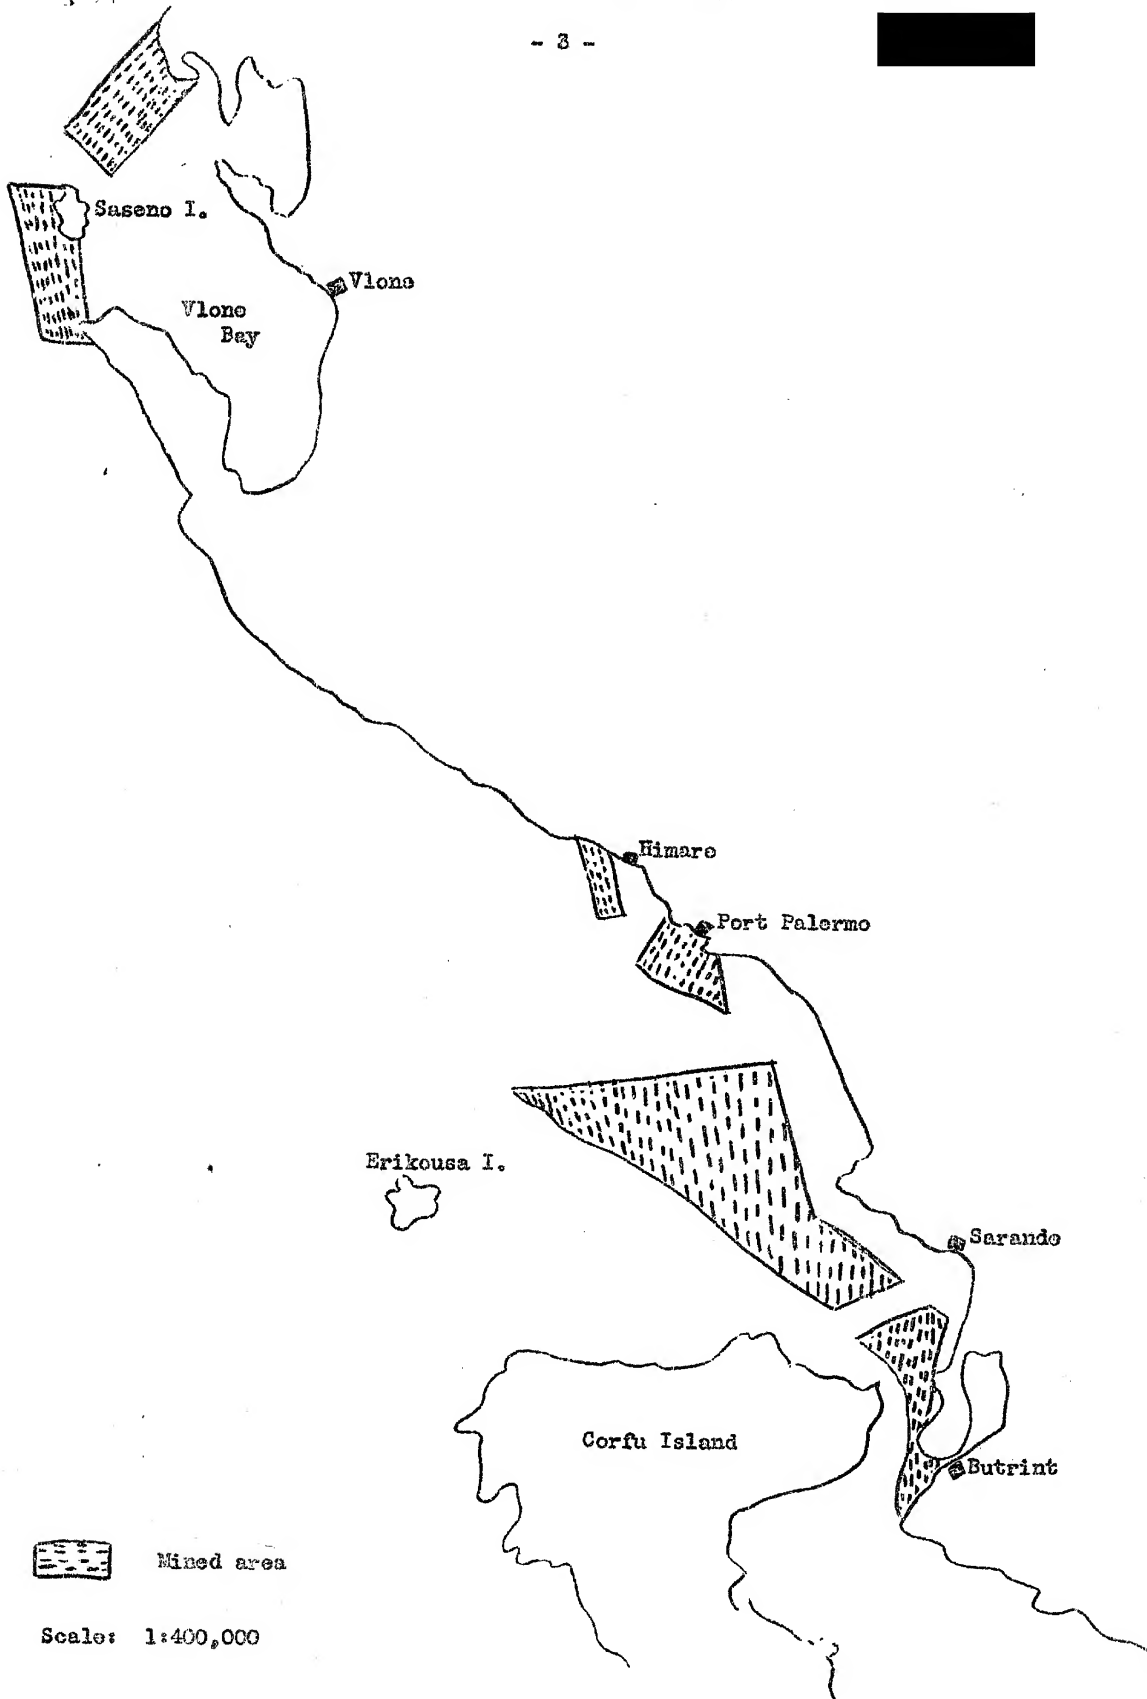 - 3 -
Saseno I.
Vlone
Vlone
Bay
Himare
Port Palermo
Erikousa I.
Sarande
Corfu Island
Butrint
Mined area
Scale: 1:400,000